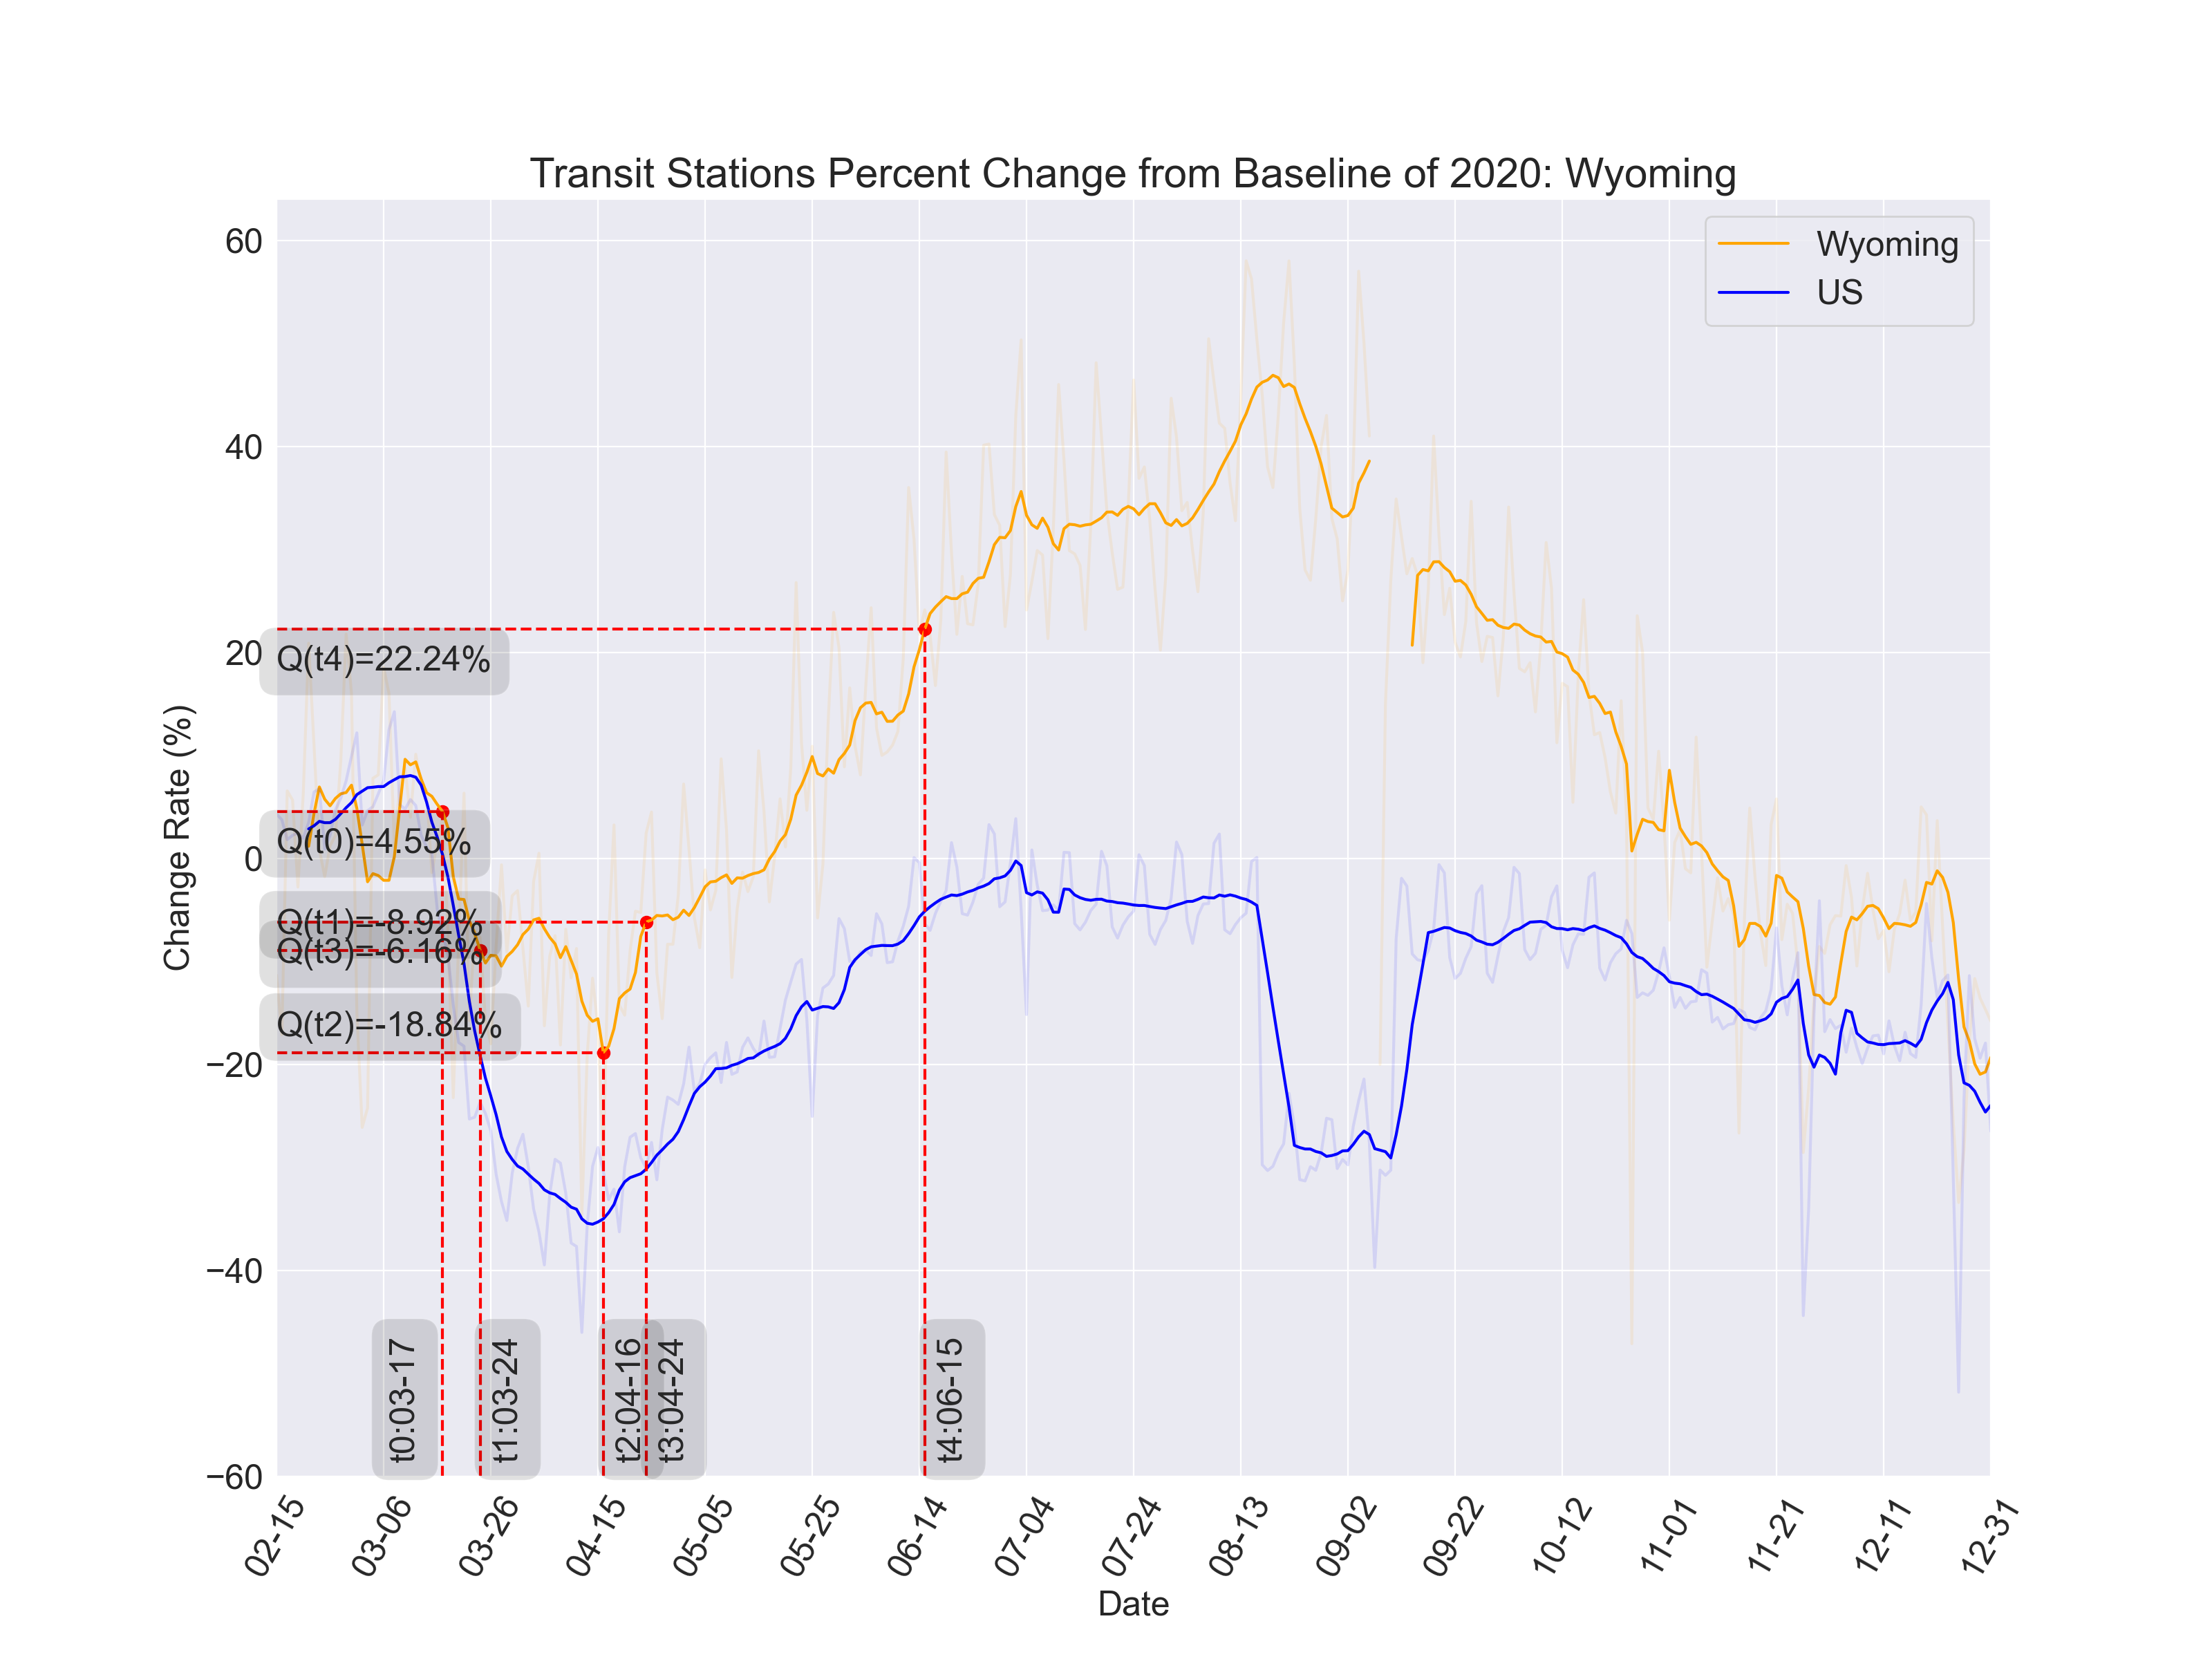 Transit Stations Percent Change from Baseline of 2020: Wyoming
Wyoming
US
Change Rate (%)
60
40
20
0
−20
−40
−60
Q(t4)=22.24%
Q(t0)=4.55%
Q(t1)=-8.92%
Q(t3)=-6.16%
Q(t2)=-18.84%
t0:03-17
t1:03-24
t2:04-16
t3:04-24
t4:06-15
02-15
03-06
03-26
04-15
05-05
05-25
06-14
07-04
07-24
08-13
09-02
09-22
10-12
11-01
11-21
12-11
12-31
Date